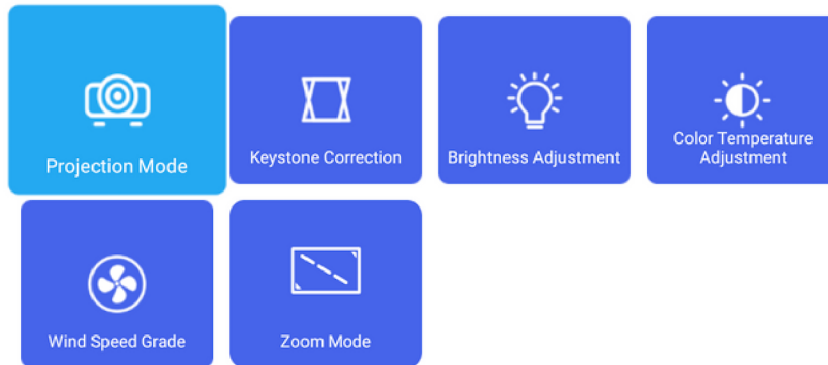 Projection Mode
Keystone Correction
Brightness Adjustment
Color Temperature
Adjustment
Wind Speed Grade
Zoom Mode